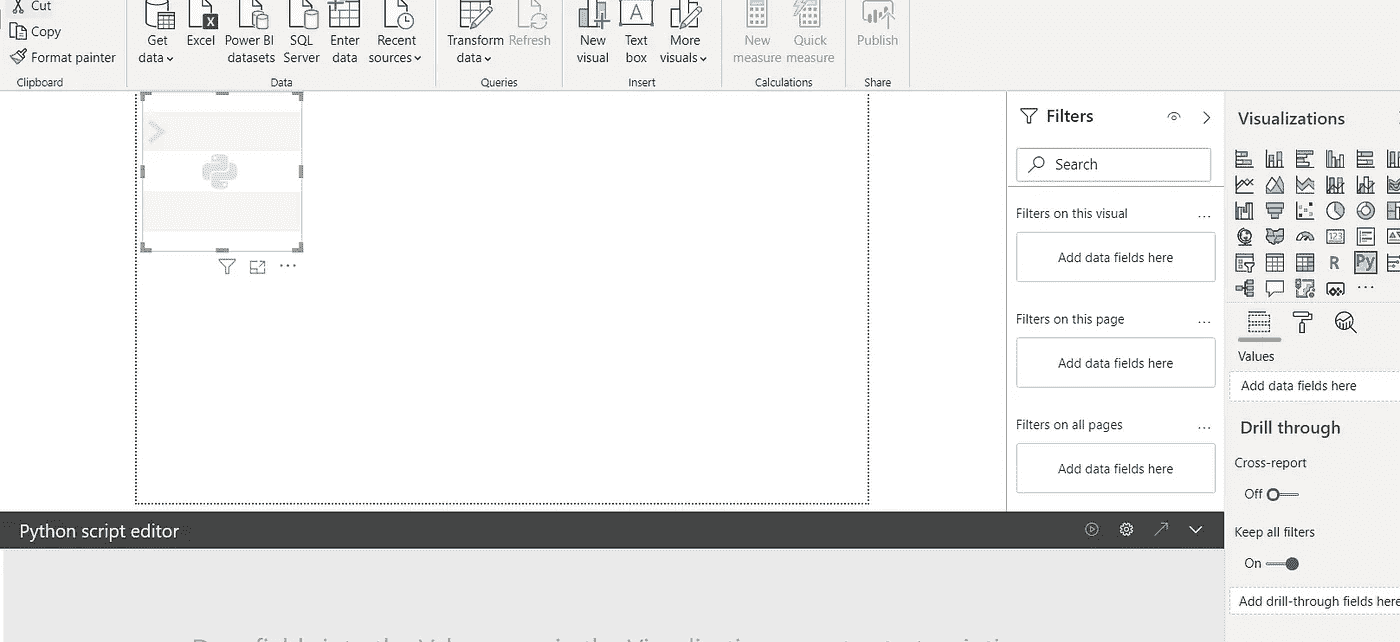 Cut
Copy
Format painter
Clipboard
Get data
Excel
Power BI datasets
SQL Server
Enter data
Recent sources
Data
Transform data
Refresh
Queries
New visual
Text box
More visuals
Insert
New measure
Quick measure
Calculations
Publish
Share
Filters
Search
Filters on this visual
...
Add data fields here
Filters on this page
...
Add data fields here
Filters on all pages
...
Add data fields here
Visualizations
123
R
Py
...
Values
Add data fields here
Drill through
Cross-report
Off
Keep all filters
On
Add drill-through fields here
Python script editor